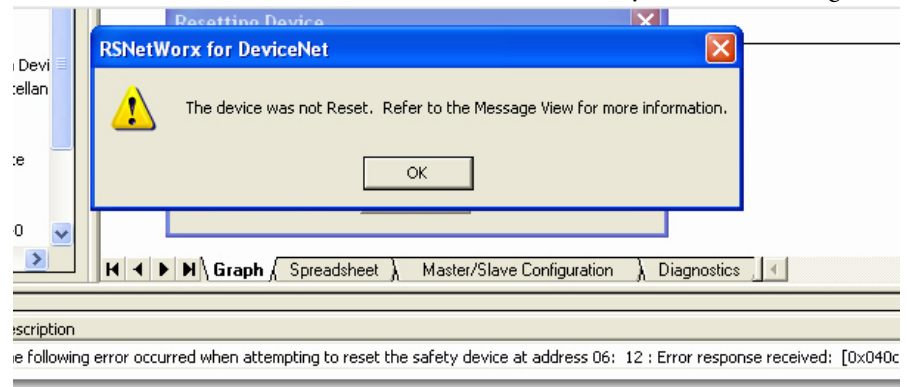 Resetting Device
RSNetWorx for DeviceNet
Devi
The device was not Reset. Refer to the Message View for more information.
OK
Graph
Spreadsheet
Master/Slave Configuration
Diagnostics
following error occurred when attempting to reset the safety device at address 06: 12 : Error response received: [0x040c